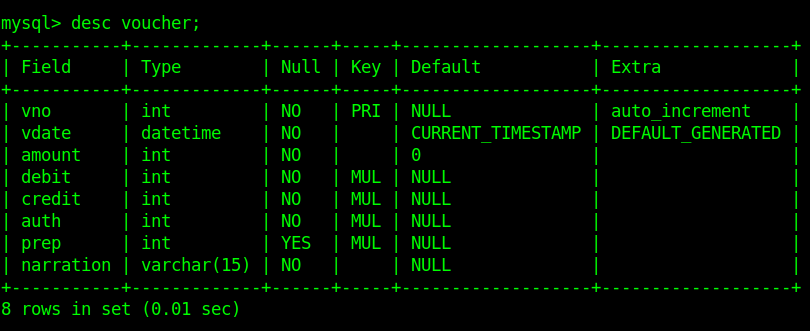 mysql> desc voucher;
+-----------+-------------+------+-----+-------------------+-------------------+
| Field     | Type        | Null | Key | Default           | Extra             |
+-----------+-------------+------+-----+-------------------+-------------------+
| vno       | int         | NO   | PRI | NULL              | auto_increment    |
| vdate     | datetime    | NO   |     | CURRENT_TIMESTAMP | DEFAULT_GENERATED |
| amount    | int         | NO   |     | 0                 |                   |
| debit     | int         | NO   | MUL | NULL              |                   |
| credit    | int         | NO   | MUL | NULL              |                   |
| auth      | int         | NO   | MUL | NULL              |                   |
| prep      | int         | YES  | MUL | NULL              |                   |
| narration | varchar(15) | NO   |     | NULL              |                   |
+-----------+-------------+------+-----+-------------------+-------------------+
8 rows in set (0.01 sec)